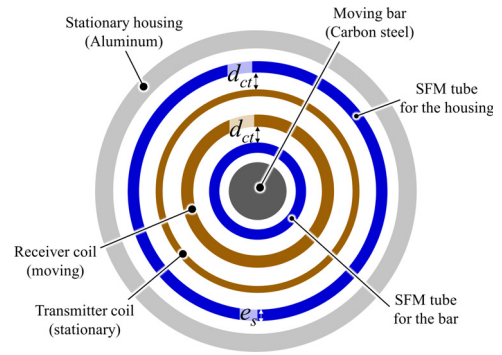 Stationary housing
(Aluminum)
Moving bar
(Carbon steel)
SFM tube
for the housing
d_ct
d_ct
Receiver coil
(moving)
Transmitter coil
(stationary)
e_s
SFM tube
for the bar